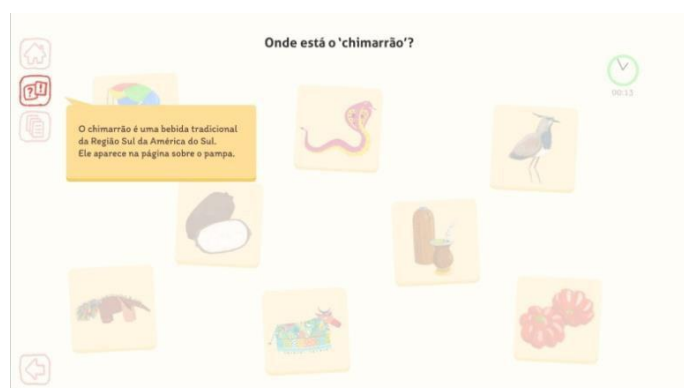 Onde está o 'chimarrão'?
00:13
O chimarrão é uma bebida tradicional
da Região Sul da América do Sul.
Ele aparece na página sobre o pampa.